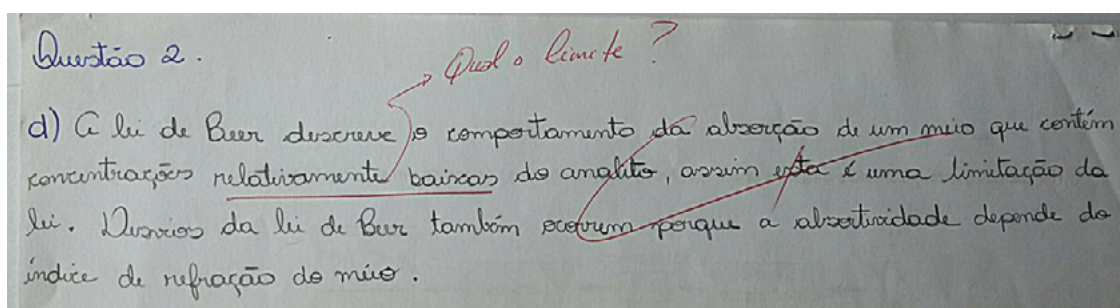 Questão 2.
Qual o limite?
d) A lei de Beer descreve o comportamento da absorção de um meio que contém
concentrações relativamente baixas do analito, assim esta é uma limitação da
lei. Desvios da lei de Beer também ocorrem porque a absortividade depende do
índice de refração do meio.